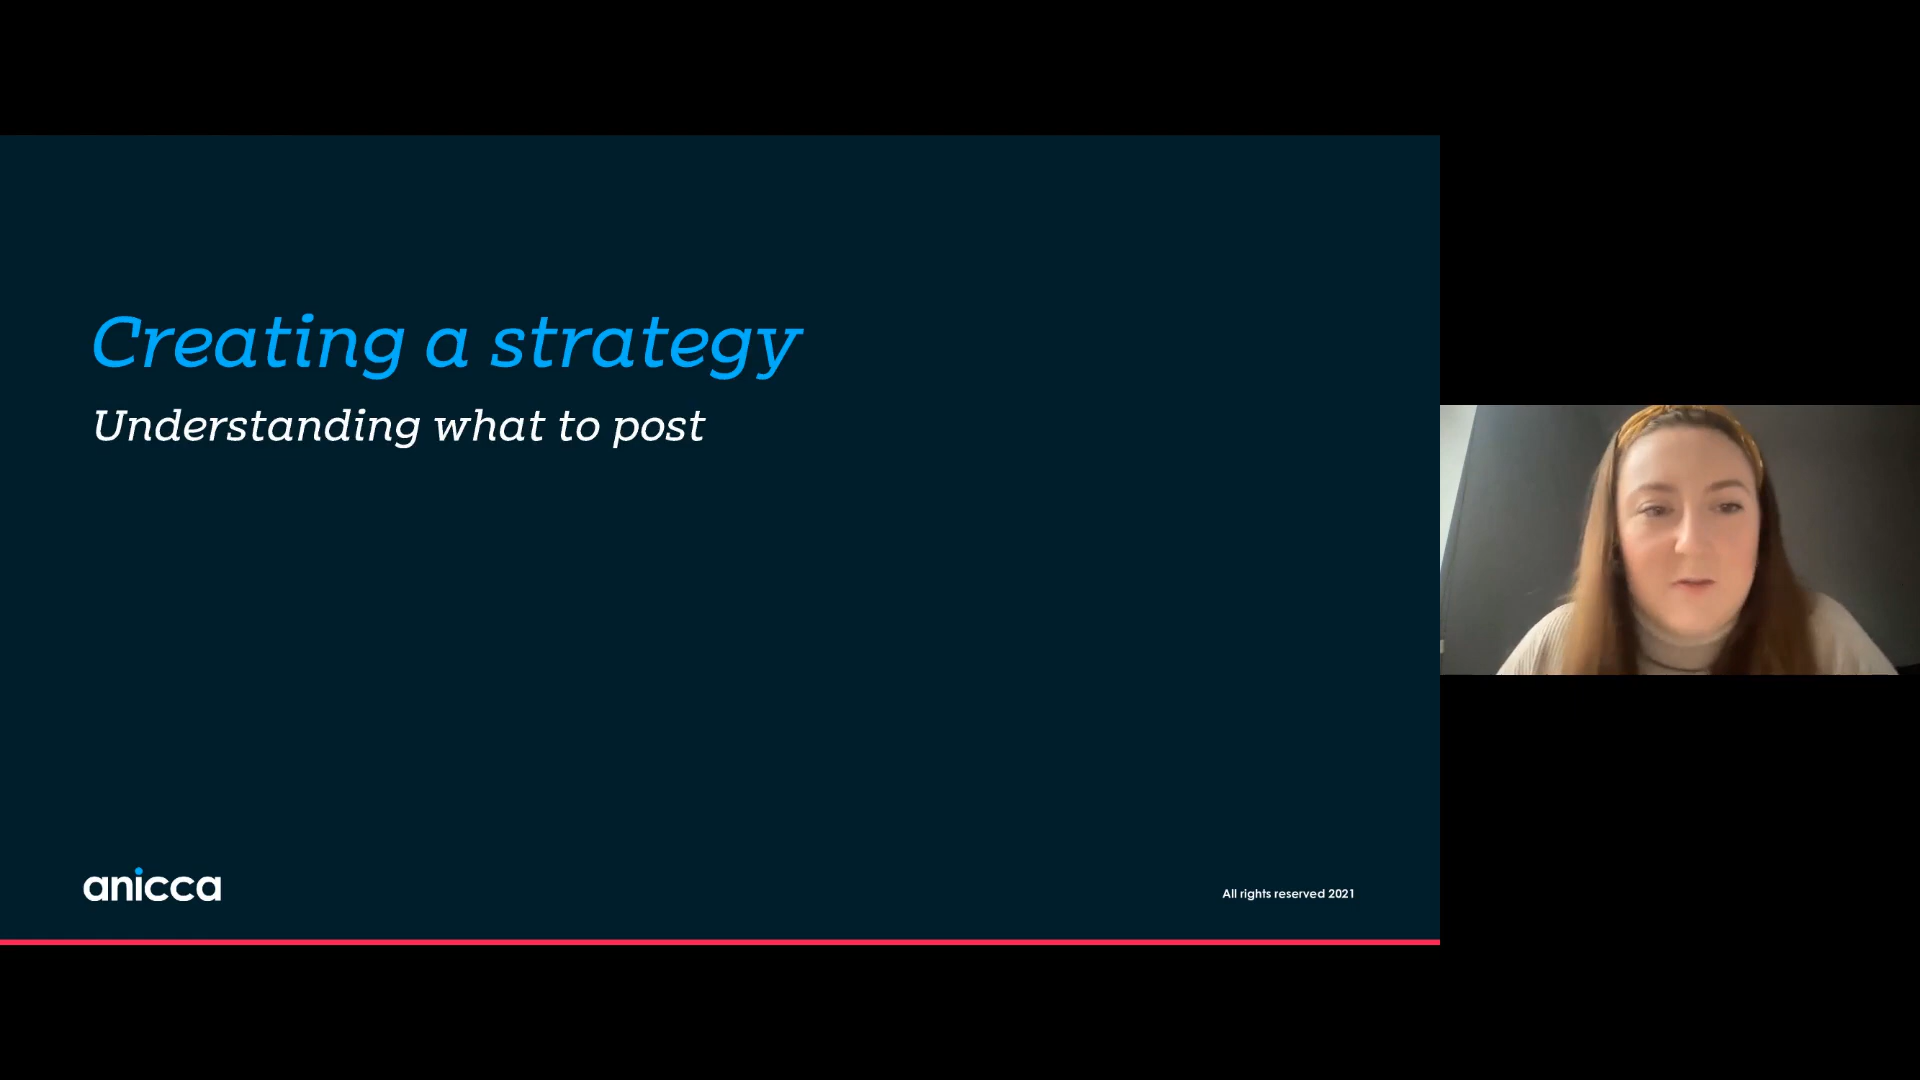 Creating a strategy
Understanding what to post
anicca
All rights reserved 2021